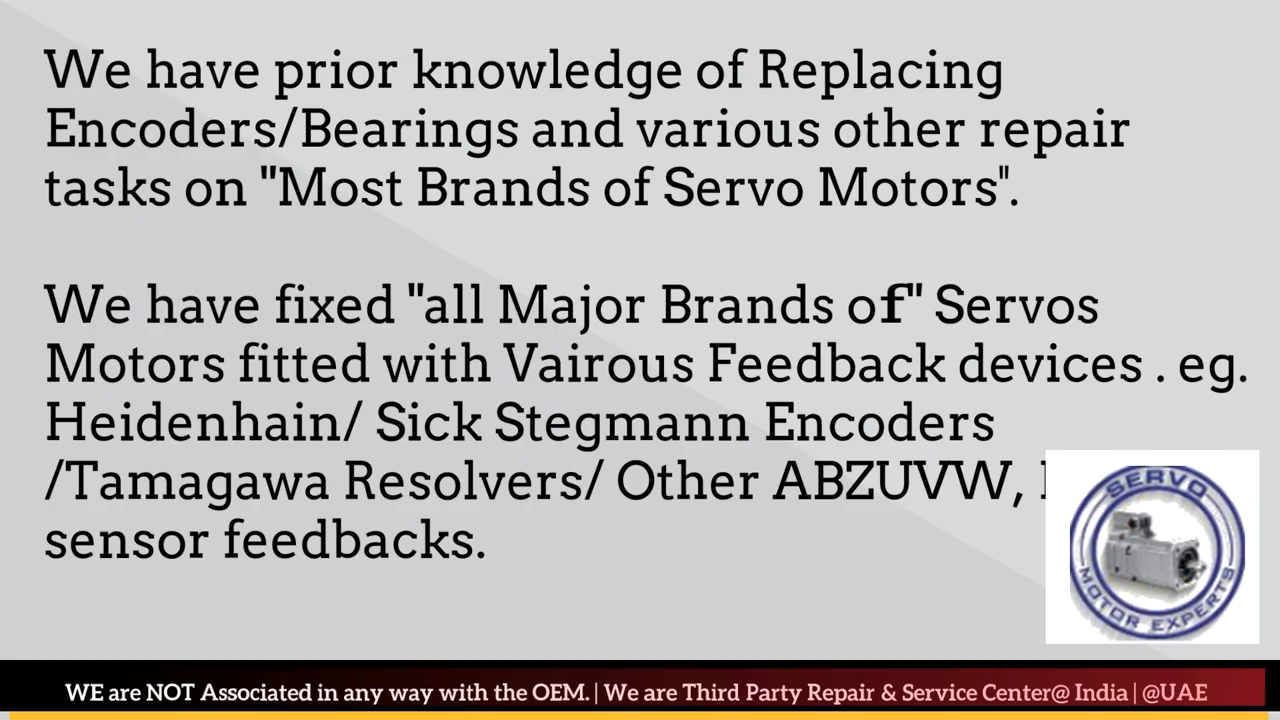 We have prior knowledge of Replacing
Encoders/Bearings and various other repair
tasks on "Most Brands of Servo Motors".
We have fixed "all Major Brands of" Servos
Motors fitted with Vairous Feedback devices . eg.
Heidenhain/ Sick Stegmann Encoders
/Tamagawa Resolvers/ Other ABZUVW,
sensor feedbacks.
SERVO
MOTOR EXPERTS
WE are NOT Associated in any way with the OEM. | We are Third Party Repair & Service Center@ India | @UAE